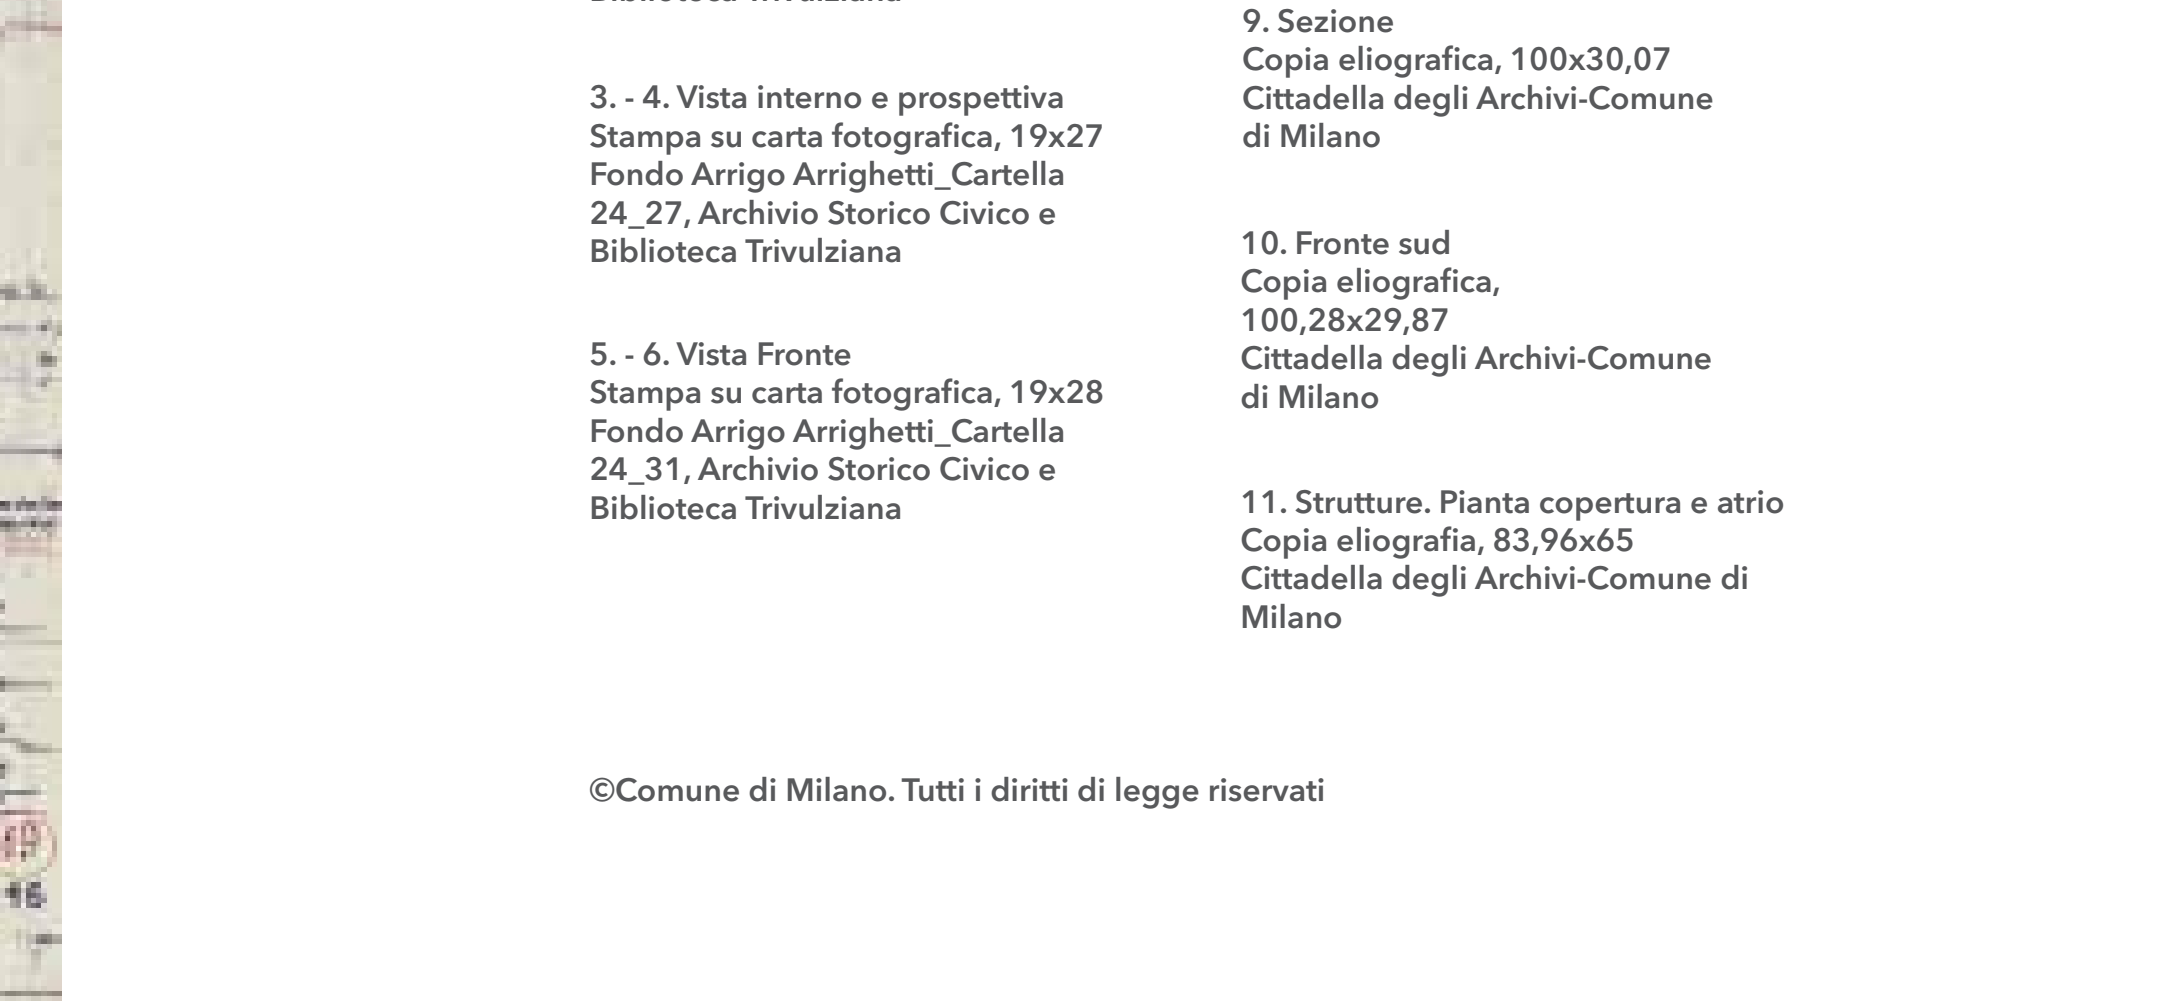 Biblioteca Trivulziana
3. - 4. Vista interno e prospettiva
Stampa su carta fotografica, 19x27
Fondo Arrigo Arrighetti_Cartella
24_27, Archivio Storico Civico e
Biblioteca Trivulziana
5. - 6. Vista Fronte
Stampa su carta fotografica, 19x28
Fondo Arrigo Arrighetti_Cartella
24_31, Archivio Storico Civico e
Biblioteca Trivulziana
9. Sezione
Copia eliografica, 100x30,07
Cittadella degli Archivi-Comune
di Milano
10. Fronte sud
Copia eliografica,
100,28x29,87
Cittadella degli Archivi-Comune
di Milano
11. Strutture. Pianta copertura e atrio
Copia eliografia, 83,96x65
Cittadella degli Archivi-Comune di
Milano
©Comune di Milano. Tutti i diritti di legge riservati
16